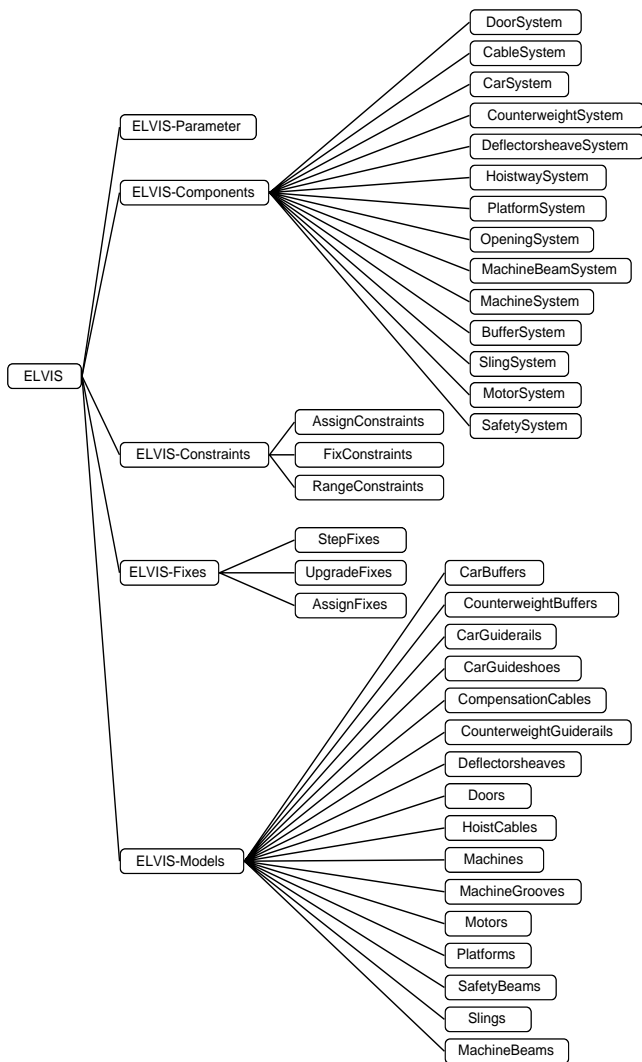 DoorSystem
CableSystem
CarSystem
CounterweightSystem
DeflectorsheaveSystem
HoistwaySystem
PlatformSystem
OpeningSystem
MachineBeamSystem
MachineSystem
BufferSystem
SlingSystem
MotorSystem
SafetySystem
ELVIS-Parameter
ELVIS-Components
ELVIS
ELVIS-Constraints
AssignConstraints
FixConstraints
RangeConstraints
ELVIS-Fixes
StepFixes
UpgradeFixes
AssignFixes
ELVIS-Models
CarBuffers
CounterweightBuffers
CarGuiderails
CarGuideshoes
CompensationCables
CounterweightGuiderails
Deflectorsheaves
Doors
HoistCables
Machines
MachineGrooves
Motors
Platforms
SafetyBeams
Slings
MachineBeams